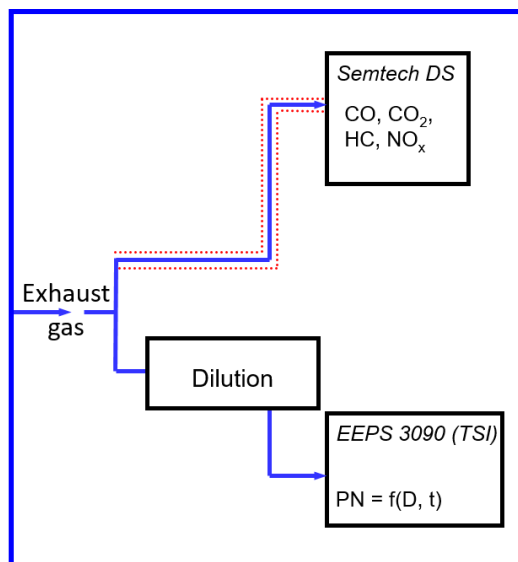 Semtech DS
CO, CO₂,
HC, NOₓ
Exhaust
gas
Dilution
EEPS 3090 (TSI)
PN = f(D, t)